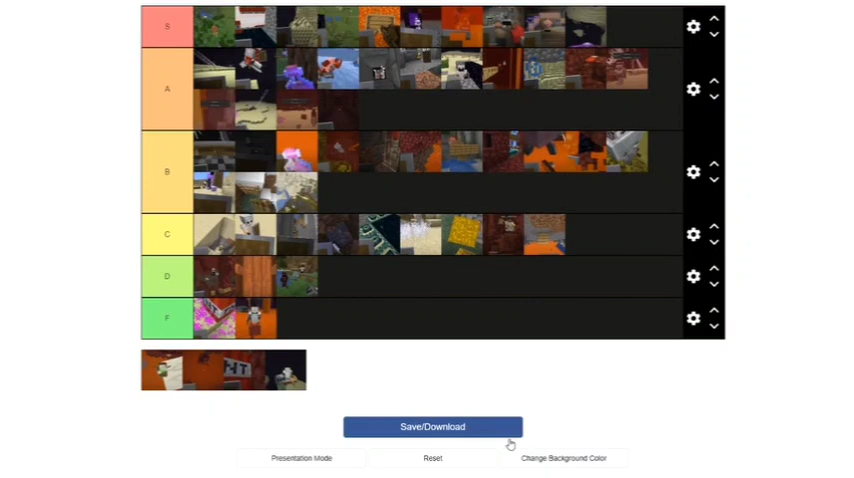 S
A
B
C
D
F
Save/Download
Presentation Mode
Reset
Change Background Color